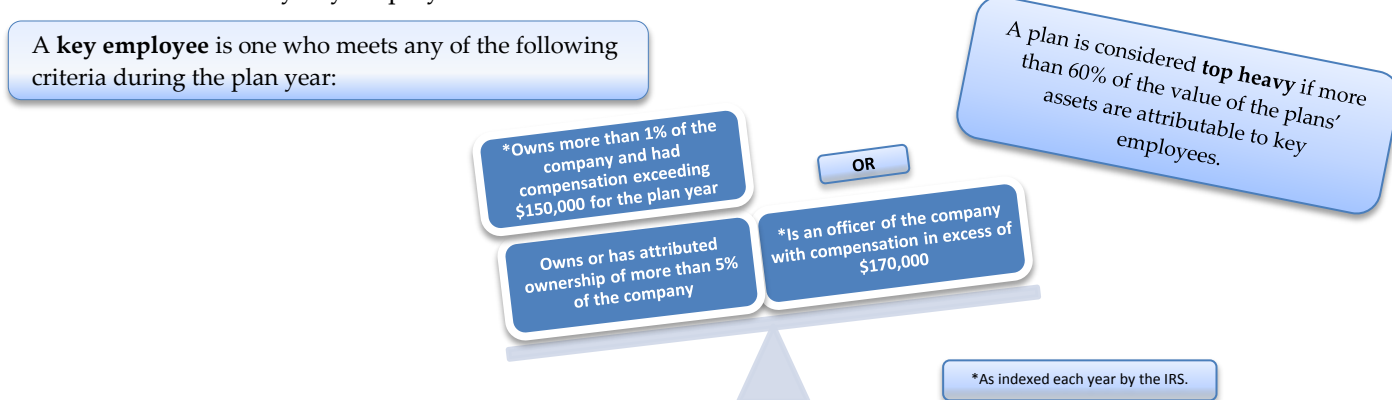 A key employee is one who meets any of the following
criteria during the plan year:
A plan is considered top heavy if more
than 60% of the value of the plans’
assets are attributable to key
employees.
*Owns more than 1% of the
company and had
compensation exceeding
$150,000 for the plan year
OR
Owns or has attributed
ownership of more than 5%
of the company
*Is an officer of the company
with compensation in excess of
$170,000
*As indexed each year by the IRS.